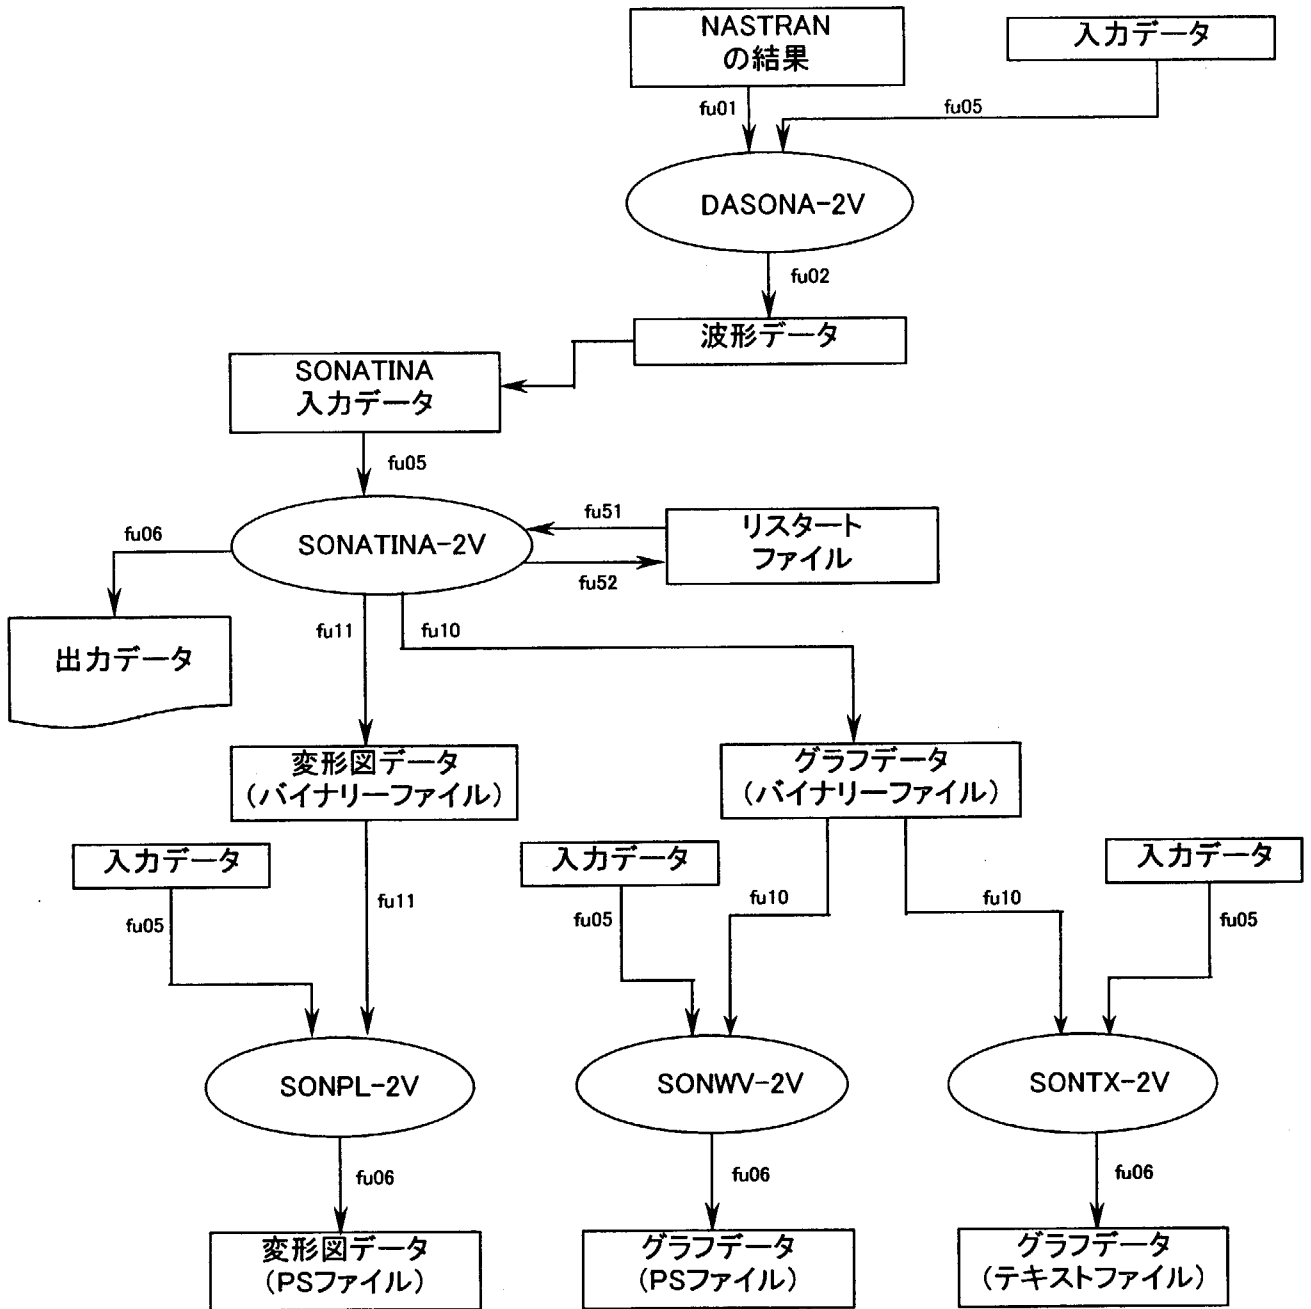 NASTRAN
の結果
入力データ
fu01
fu05
DASONA-2V
fu02
波形データ
SONATINA
入力データ
fu05
SONATINA-2V
fu51
fu52
リスタート
ファイル
fu06
出力データ
fu11
fu10
変形図データ
(バイナリーファイル)
グラフデータ
(バイナリーファイル)
入力データ
fu05
fu11
入力データ
fu05
fu10
fu10
入力データ
fu05
SONPL-2V
SONWV-2V
SONTX-2V
fu06
fu06
fu06
変形図データ
(PSファイル)
グラフデータ
(PSファイル)
グラフデータ
(テキストファイル)